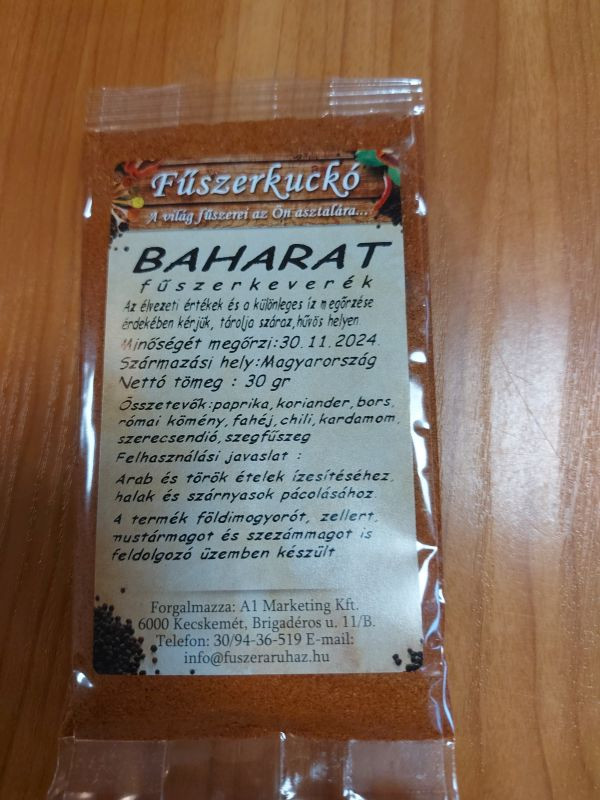 Fűszerkuckó
A világ fűszerei az Ön asztalára...
BAHARAT
fűszerkeverék
Az élvezeti értékek és a különleges íz megőrzése
érdekében kérjük, tárolja száraz,hűvös helyen.
Minőségét megőrzi:30.11.2024.
Származási hely:Magyarország
Nettó tömeg : 30 gr
Összetevők:paprika,koriander,bors,
római kömény,fahéj,chili,kardamom,
szerecsendió,szegfűszeg
Felhasználási javaslat :
Arab és török ételek ízesítéséhez,
halak és szárnyasok pácolásához.
A termék földimogyorót, zellert,
mustármagot és szezámmagot is
feldolgozó üzemben készült.
Forgalmazza: A1 Marketing Kft.
6000 Kecskemét, Brigadéros u. 11/B.
Telefon: 30/94-36-519 E-mail:
info@fuszeraruhaz.hu